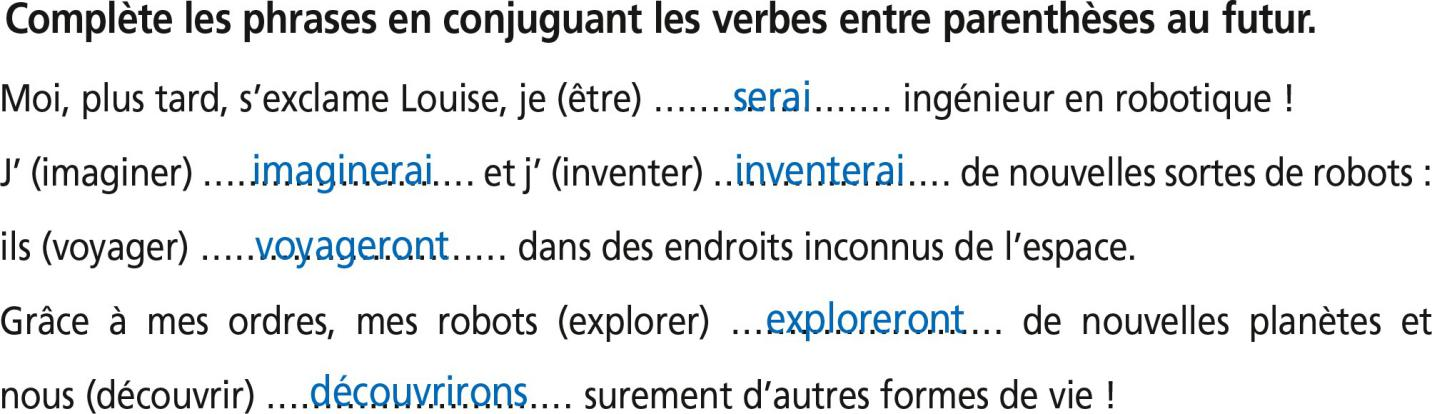 Complète les phrases en conjuguant les verbes entre parenthèses au futur.
Moi, plus tard, s’exclame Louise, je (être) .......serai....... ingénieur en robotique !
J’ (imaginer) ....imaginerai... et j’ (inventer) ..inventerai... de nouvelles sortes de robots :
ils (voyager) .....voyageront..... dans des endroits inconnus de l’espace.
Grâce à mes ordres, mes robots (explorer) ...exploreront... de nouvelles planètes et
nous (découvrir) ....découvrirons.... surement d’autres formes de vie !